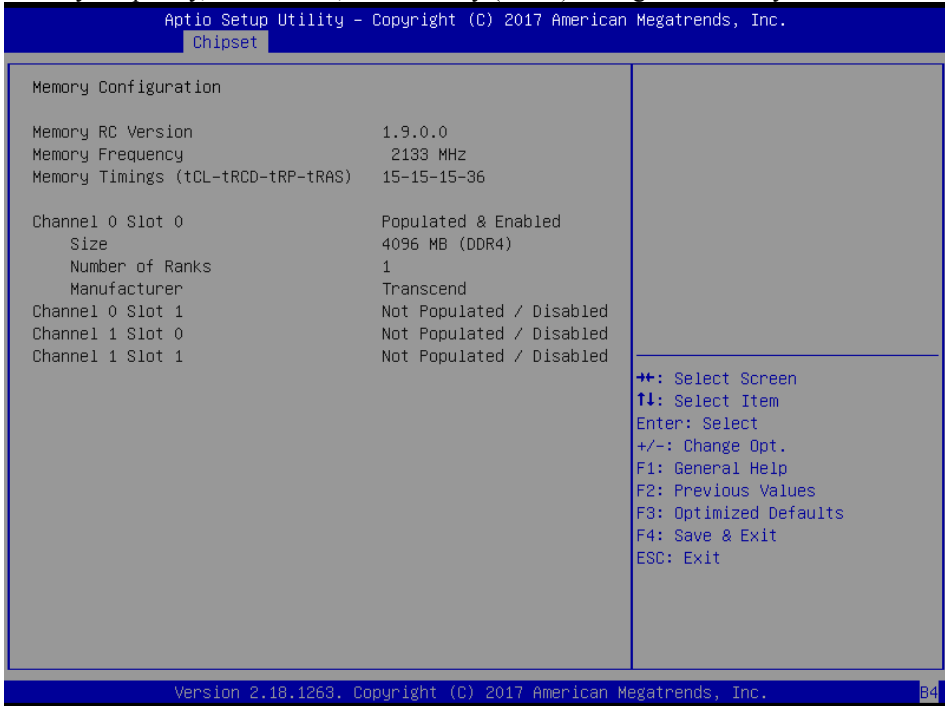 Aptio Setup Utility – Copyright (C) 2017 American Megatrends, Inc.
Chipset
Memory Configuration
Memory RC Version 1.9.0.0
Memory Frequency 2133 MHz
Memory Timings (tCL-tRCD-tRP-tRAS) 15-15-15-36
Channel 0 Slot 0 Populated & Enabled
Size 4096 MB (DDR4)
Number of Ranks 1
Manufacturer Transcend
Channel 0 Slot 1 Not Populated / Disabled
Channel 1 Slot 0 Not Populated / Disabled
Channel 1 Slot 1 Not Populated / Disabled
→←: Select Screen
↑↓: Select Item
Enter: Select
+/-: Change Opt.
F1: General Help
F2: Previous Values
F3: Optimized Defaults
F4: Save & Exit
ESC: Exit
Version 2.18.1263. Copyright (C) 2017 American Megatrends, Inc.
B4